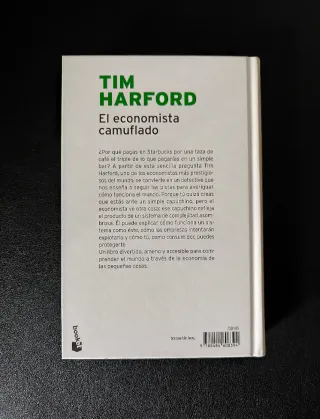 TIM
HARFORD
El economista
camuflado
¿Por qué pagas en Starbucks por una taza de
café el triple de lo que pagarías en un simple
bar? A partir de esta sencilla pregunta Tim
Harford, uno de los economistas más prestigio-
sos del mundo, se convierte en un detective que
nos enseña a seguir las pistas para averiguar
cómo funciona el mundo. Porque tú quizá creas
que estás ante un simple capuchino, pero el
economista ve otra cosa: ese capuchino refleja
el producto de un sistema de complejidad asom-
brosa. Él puede explicar cómo funciona un sis-
tema como éste, cómo las empresas intentarán
explotarte y cómo tú, como consumidor, puedes
protegerte.
Un libro divertido, ameno y accesible para com-
prender el mundo a través de la economía de
las pequeñas cosas.
booket